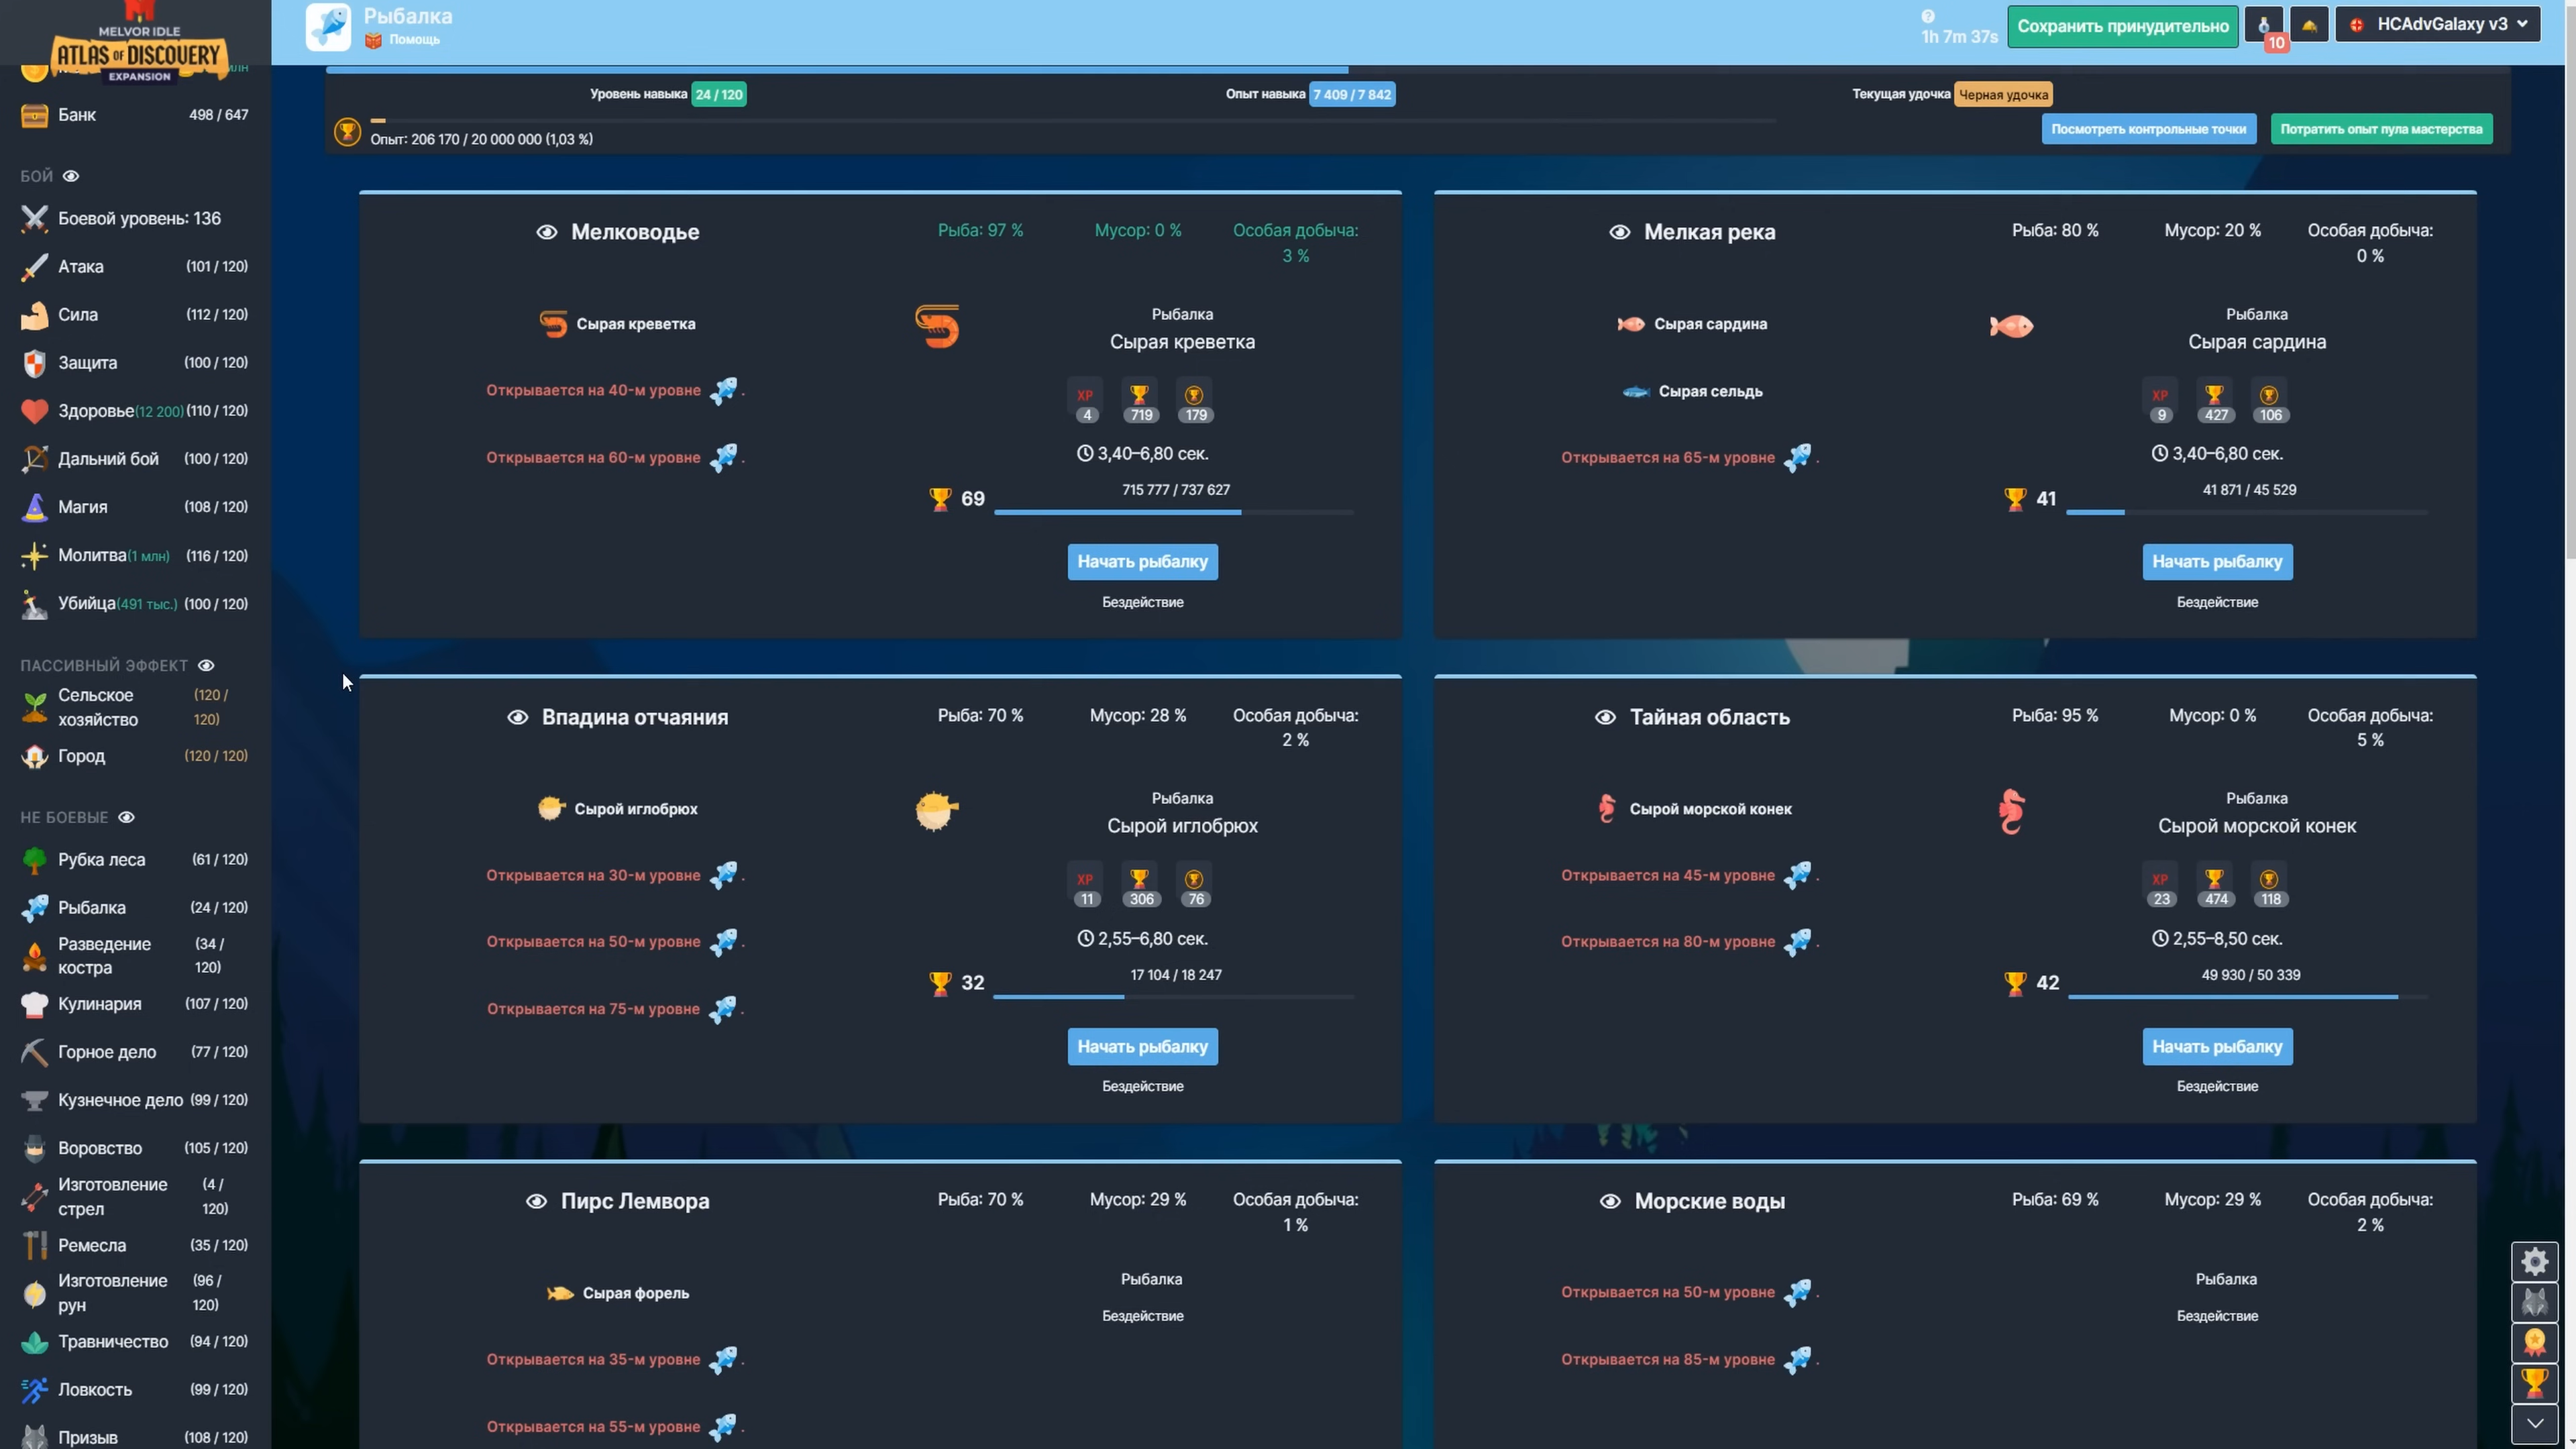 MELVOR IDLE
ATLAS OF DISCOVERY
EXPANSION
Банк 498 / 647
БОЙ
Боевой уровень: 136
Атака (101 / 120)
Сила (112 / 120)
Защита (100 / 120)
Здоровье(12 200) (110 / 120)
Дальний бой (100 / 120)
Магия (108 / 120)
Молитва(1 млн) (116 / 120)
Убийца(491 тыс.) (100 / 120)
ПАССИВНЫЙ ЭФФЕКТ
Сельское (120 /
хозяйство 120)
Город (120 / 120)
НЕ БОЕВЫЕ
Рубка леса (61 / 120)
Рыбалка (24 / 120)
Разведение (34 /
костра 120)
Кулинария (107 / 120)
Горное дело (77 / 120)
Кузнечное дело (99 / 120)
Воровство (105 / 120)
Изготовление (4 /
стрел 120)
Ремесла (35 / 120)
Изготовление (96 /
рун 120)
Травничество (94 / 120)
Ловкость (99 / 120)
Призыв (108 / 120)
Рыбалка
Помощь
1h 7m 37s
Сохранить принудительно
10
HCAdvGalaxy v3
Уровень навыка 24 / 120
Опыт навыка 7 409 / 7 842
Текущая удочка Черная удочка
Опыт: 206 170 / 20 000 000 (1,03 %)
Посмотреть контрольные точки
Потратить опыт пула мастерства
Мелководье
Рыба: 97 % Мусор: 0 % Особая добыча:
3 %
Сырая креветка
Открывается на 40-м уровне .
Открывается на 60-м уровне .
Рыбалка
Сырая креветка
XP
4 719 179
3,40–6,80 сек.
715 777 / 737 627
69
Начать рыбалку
Бездействие
Мелкая река
Рыба: 80 % Мусор: 20 % Особая добыча:
0 %
Сырая сардина
Сырая сельдь
Открывается на 65-м уровне .
Рыбалка
Сырая сардина
XP
9 427 106
3,40–6,80 сек.
41 871 / 45 529
41
Начать рыбалку
Бездействие
Впадина отчаяния
Рыба: 70 % Мусор: 28 % Особая добыча:
2 %
Сырой иглобрюх
Открывается на 30-м уровне .
Открывается на 50-м уровне .
Открывается на 75-м уровне .
Рыбалка
Сырой иглобрюх
XP
11 306 76
2,55–6,80 сек.
17 104 / 18 247
32
Начать рыбалку
Бездействие
Тайная область
Рыба: 95 % Мусор: 0 % Особая добыча:
5 %
Сырой морской конек
Открывается на 45-м уровне .
Открывается на 80-м уровне .
Рыбалка
Сырой морской конек
XP
23 474 118
2,55–8,50 сек.
49 930 / 50 339
42
Начать рыбалку
Бездействие
Пирс Лемвора
Рыба: 70 % Мусор: 29 % Особая добыча:
1 %
Сырая форель
Открывается на 35-м уровне .
Открывается на 55-м уровне .
Рыбалка
Бездействие
Морские воды
Рыба: 69 % Мусор: 29 % Особая добыча:
2 %
Открывается на 50-м уровне .
Открывается на 85-м уровне .
Рыбалка
Бездействие